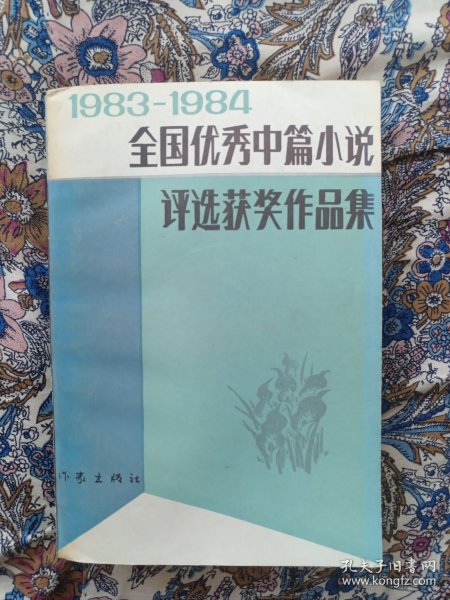 1983-1984
全国优秀中篇小说
评选获奖作品集
作家出版社
孔夫子旧书网
www.kongfz.com